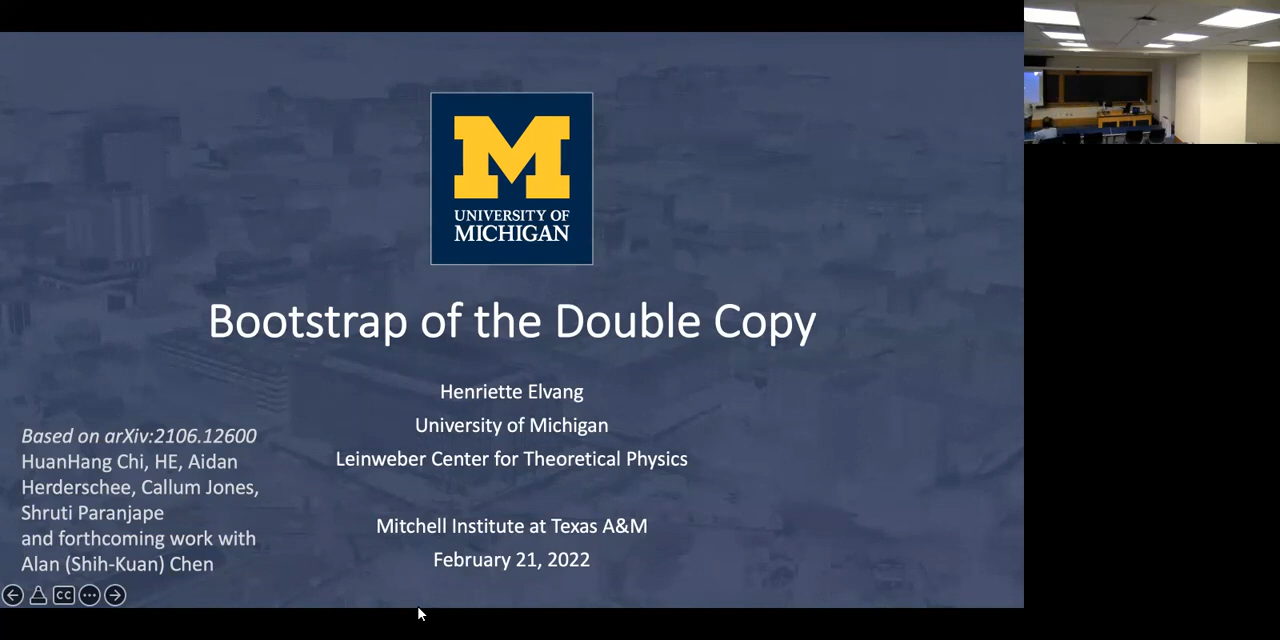 M
UNIVERSITY OF
MICHIGAN
Bootstrap of the Double Copy
Henriette Elvang
University of Michigan
Leinweber Center for Theoretical Physics
Mitchell Institute at Texas A&M
February 21, 2022
Based on arXiv:2106.12600
HuanHang Chi, HE, Aidan
Herderschee, Callum Jones,
Shruti Paranjape
and forthcoming work with
Alan (Shih-Kuan) Chen
CC